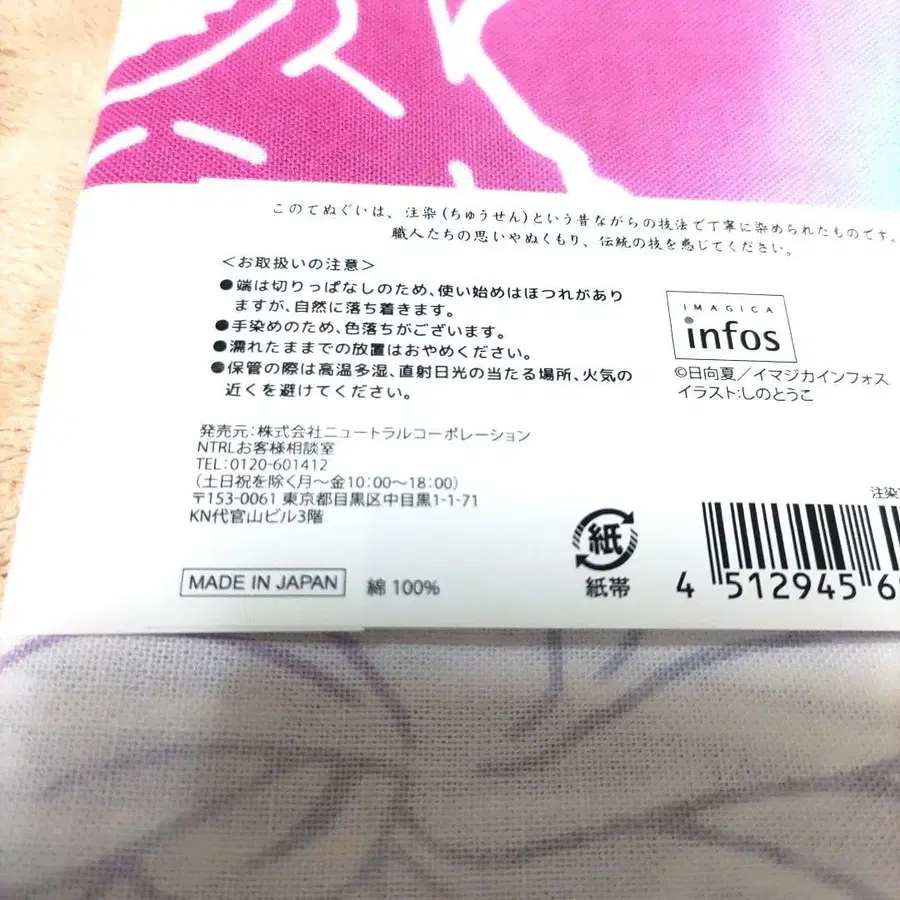 このてぬぐいは、注染(ちゅうせん)という昔ながらの技法で丁寧に染められたものです。
職人たちの思いやぬくもり、伝統の技を感じてください。
<お取扱いの注意>
●端は切りっぱなしのため、使い始めはほつれがあり
ますが、自然に落ち着きます。
●手染めのため、色落ちがございます。
●濡れたままでの放置はおやめください。
●保管の際は高温多湿、直射日光の当たる場所、火気の
近くを避けてください。
IMAGICA
infos
©日向夏/イマジカインフォス
イラスト:しのとうこ
発売元:株式会社ニュートラルコーポレーション
NTRLお客様相談室
TEL:0120-601412
(土日祝を除く月〜金10:00〜18:00)
〒153-0061 東京都目黒区中目黒1-1-71
KN代官山ビル3階
MADE IN JAPAN
綿 100%
紙
紙帯
注染
4 512945 6